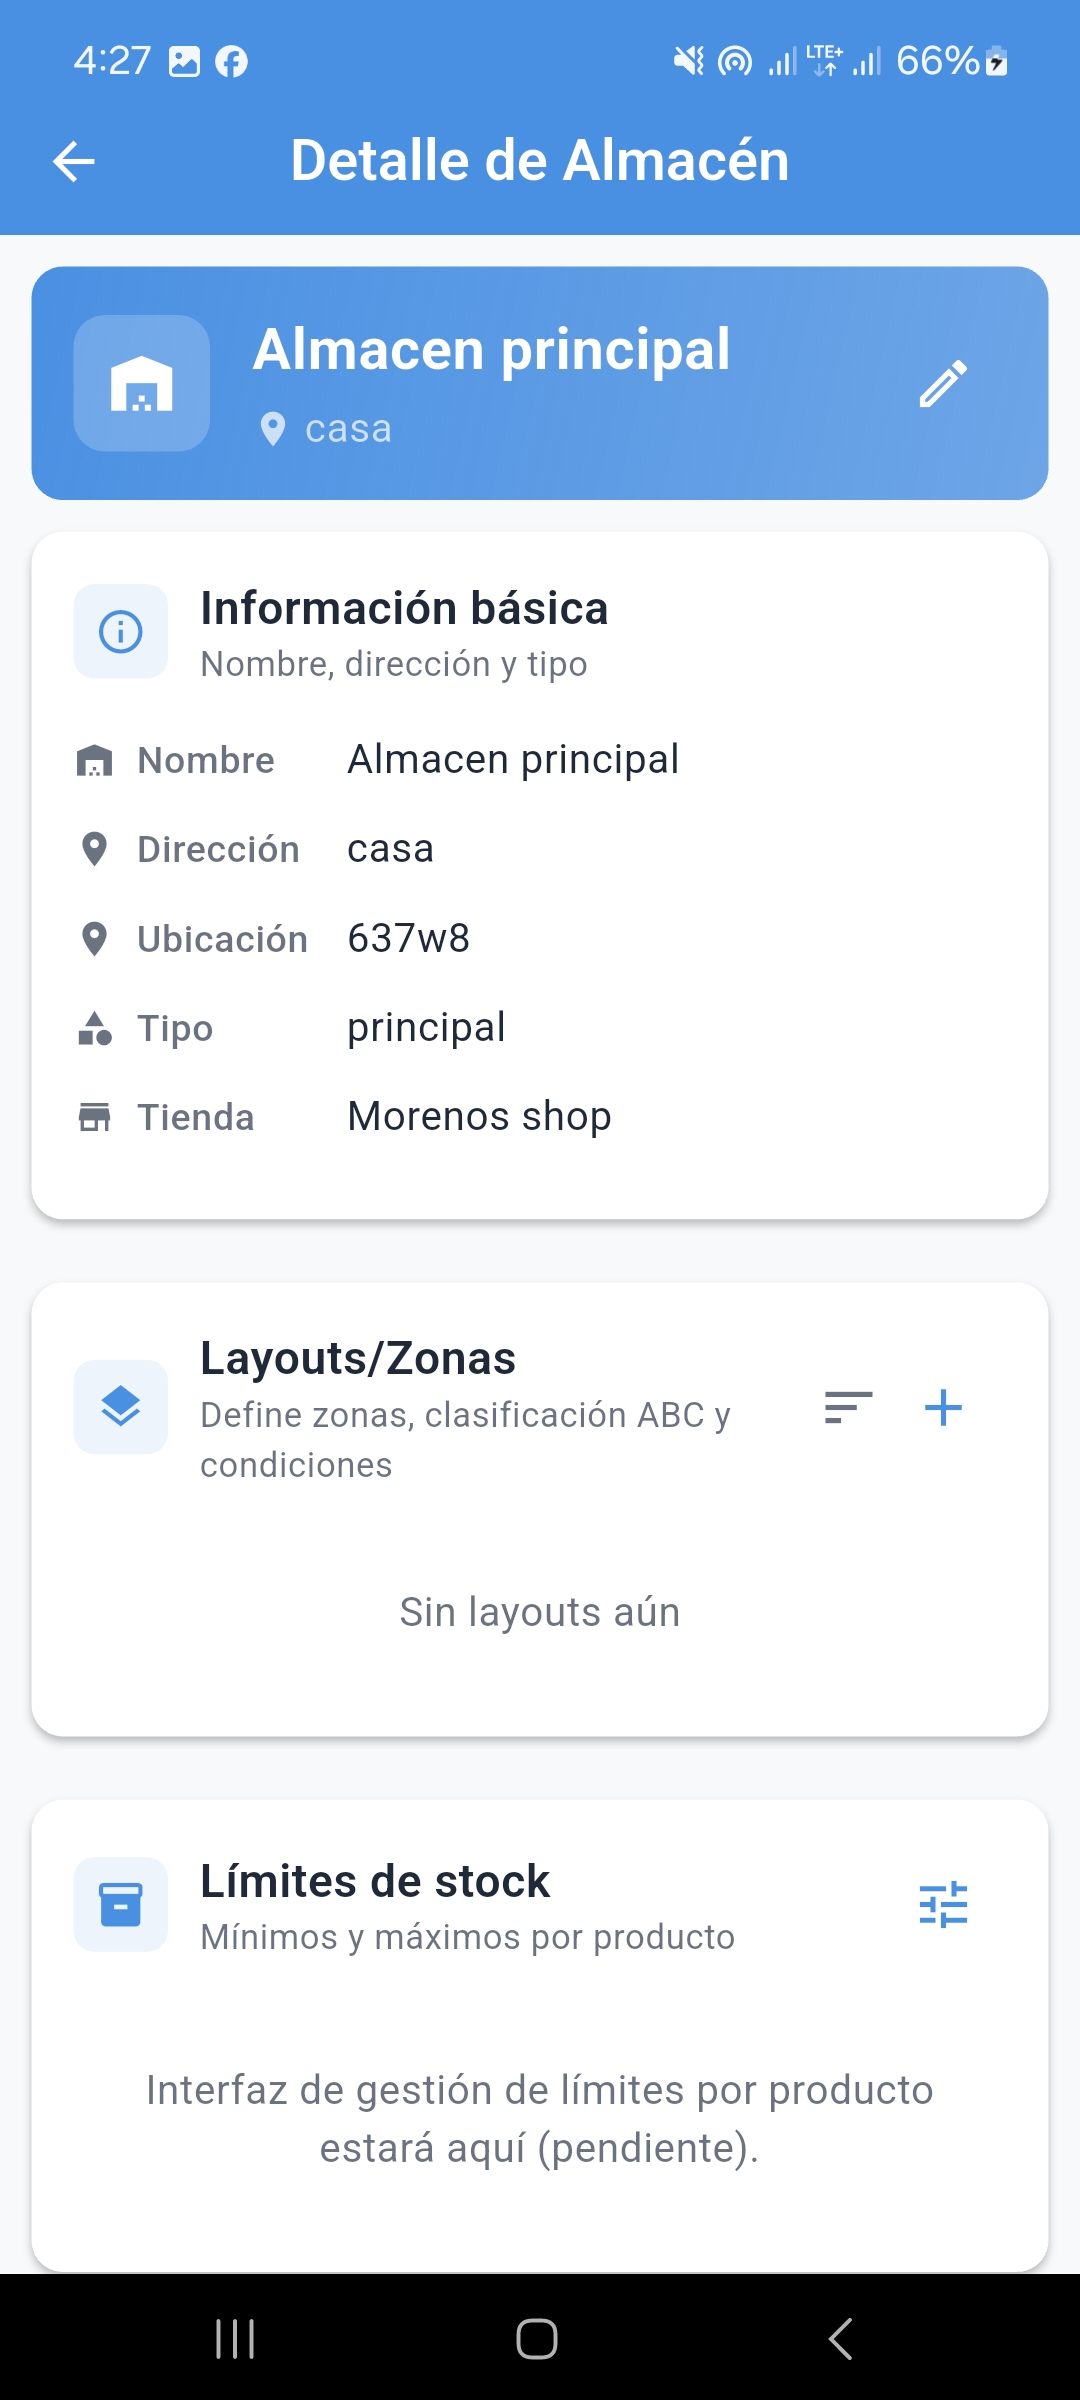 4:27 LTE+ 66%
Detalle de Almacén
Almacen principal
casa
Información básica
Nombre, dirección y tipo
Nombre Almacen principal
Dirección casa
Ubicación 637w8
Tipo principal
Tienda Morenos shop
Layouts/Zonas
Define zonas, clasificación ABC y
condiciones
Sin layouts aún
Límites de stock
Mínimos y máximos por producto
Interfaz de gestión de límites por producto
estará aquí (pendiente).